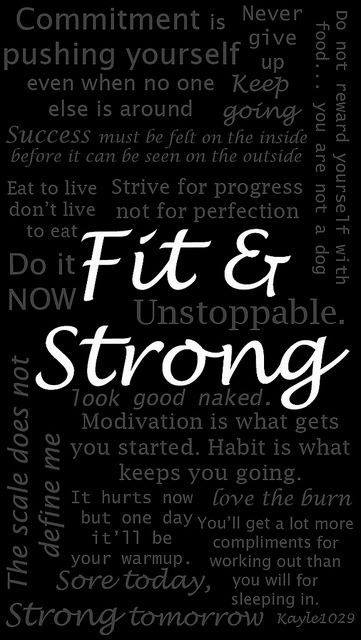 Commitment is
pushing yourself
even when no one
else is around
Never
give
up
Keep
going
Do not reward yourself with
food... you are not a dog
Success must be felt on the inside
before it can be seen on the outside
Eat to live
don't live
to eat
Strive for progress
not for perfection
Do it
NOW
Fit &
Unstoppable.
Strong
look good naked.
Modivation is what gets
you started. Habit is what
keeps you going.
The scale does not
define me
It hurts now
but one day
it'll be
your warmup.
love the burn
You'll get a lot more
compliments for
working out than
you will for
sleeping in.
Sore today,
Strong tomorrow
Kayle1029